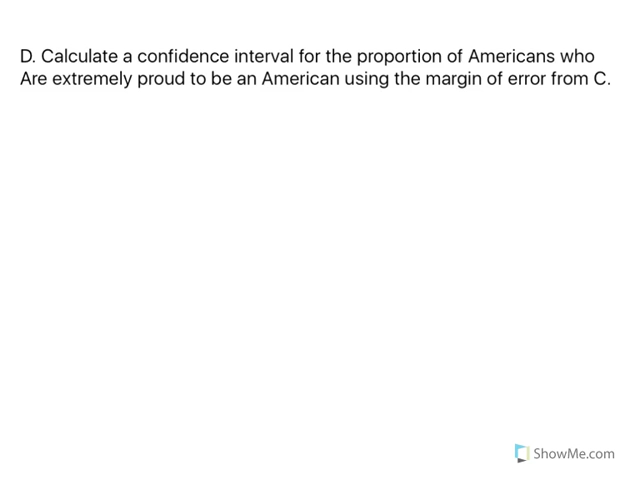 D. Calculate a confidence interval for the proportion of Americans who
Are extremely proud to be an American using the margin of error from C.
ShowMe.com